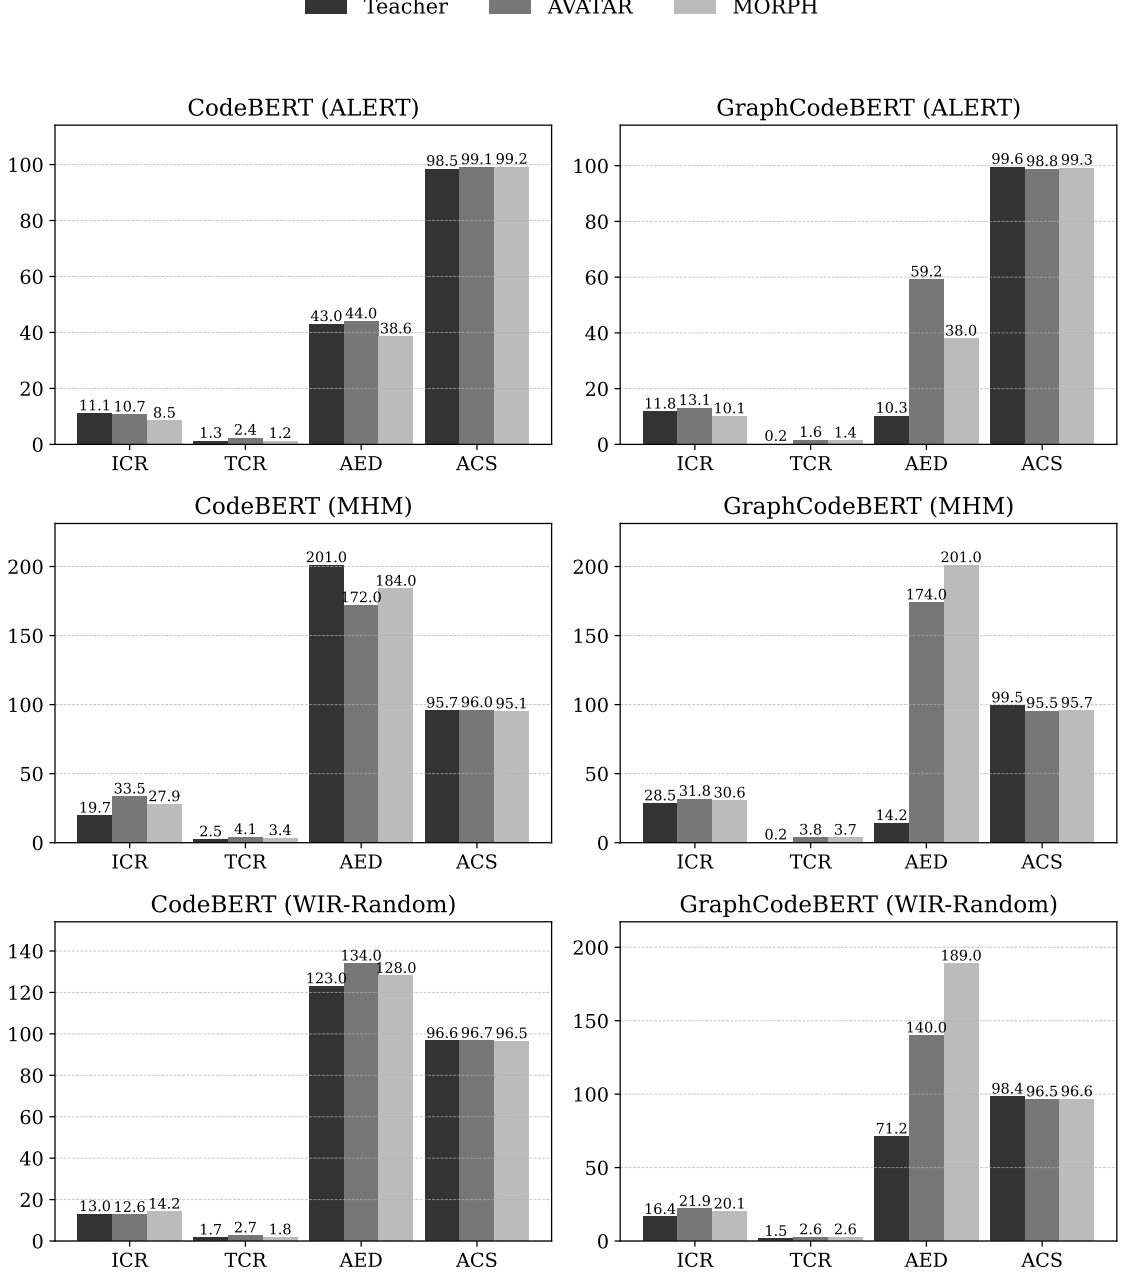 Teacher AVATAR MORPH
CodeBERT (ALERT)
100
80
60
40
20
0
11.1 10.7 8.5
1.3 2.4 1.2
43.0 44.0 38.6
98.5 99.1 99.2
ICR TCR AED ACS
GraphCodeBERT (ALERT)
100
80
60
40
20
0
11.8 13.1 10.1
0.2 1.6 1.4
10.3 59.2 38.0
99.6 98.8 99.3
ICR TCR AED ACS
CodeBERT (MHM)
200
150
100
50
0
19.7 33.5 27.9
2.5 4.1 3.4
201.0 172.0 184.0
95.7 96.0 95.1
ICR TCR AED ACS
GraphCodeBERT (MHM)
200
150
100
50
0
28.5 31.8 30.6
0.2 3.8 3.7
14.2 174.0 201.0
99.5 95.5 95.7
ICR TCR AED ACS
CodeBERT (WIR-Random)
140
120
100
80
60
40
20
0
13.0 12.6 14.2
1.7 2.7 1.8
123.0 134.0 128.0
96.6 96.7 96.5
ICR TCR AED ACS
GraphCodeBERT (WIR-Random)
200
150
100
50
0
16.4 21.9 20.1
1.5 2.6 2.6
71.2 140.0 189.0
98.4 96.5 96.6
ICR TCR AED ACS